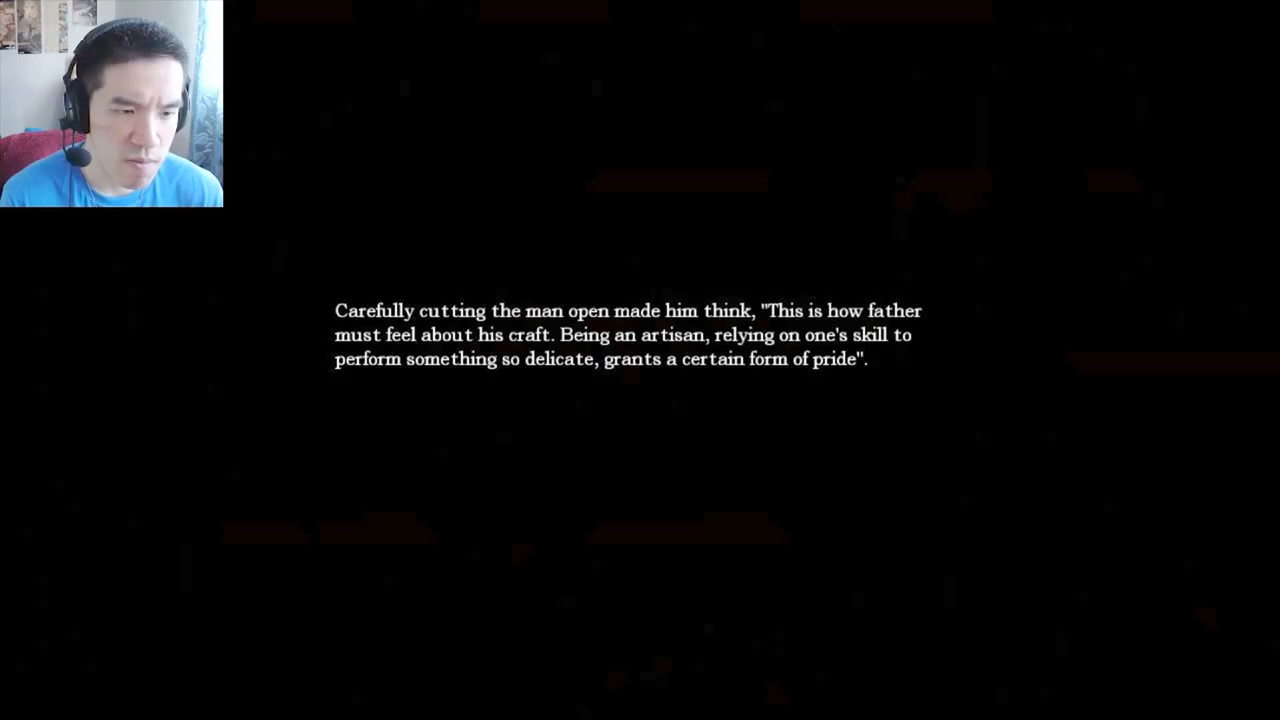 Carefully cutting the man open made him think, "This is how father
must feel about his craft. Being an artisan, relying on one's skill to
perform something so delicate, grants a certain form of pride".